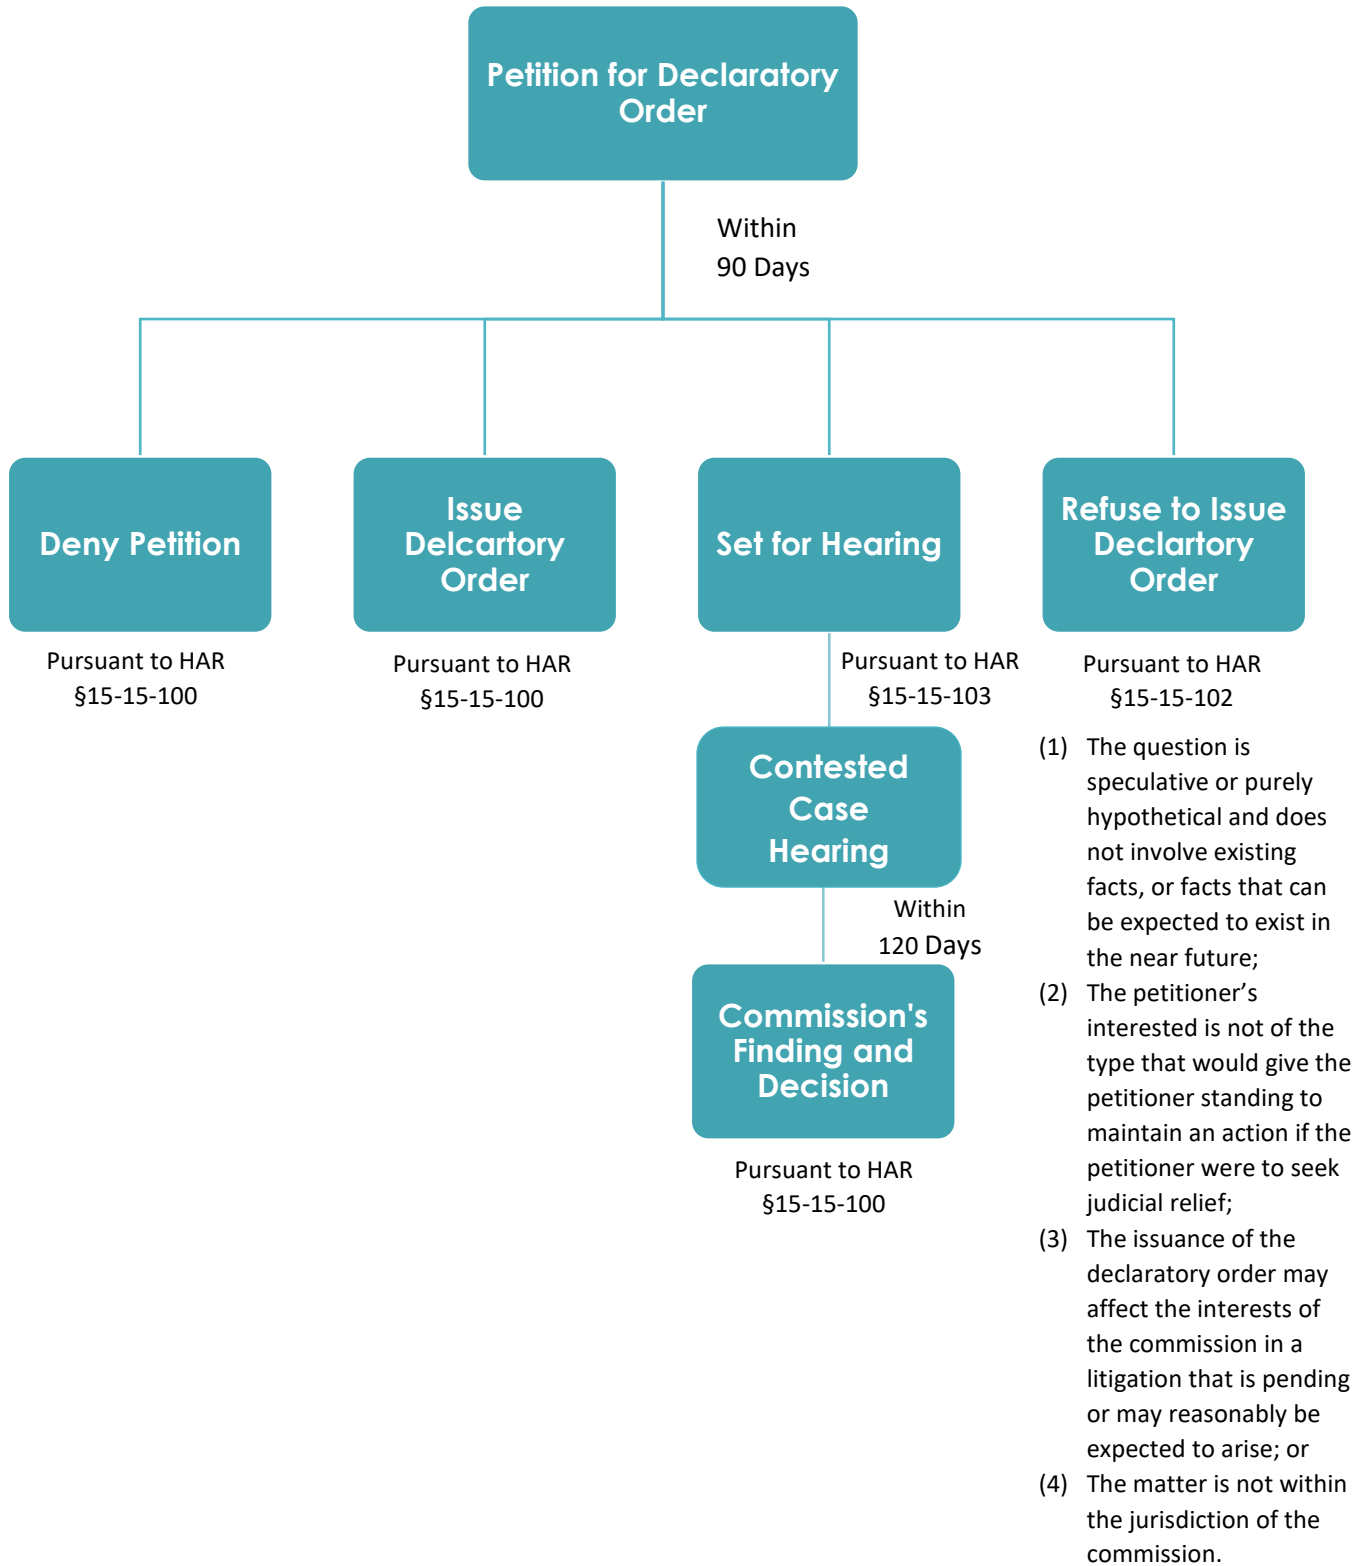 Petition for Declaratory
Order
Within
90 Days
Deny Petition
Pursuant to HAR
§15-15-100
Issue
Delcartory
Order
Pursuant to HAR
§15-15-100
Set for Hearing
Pursuant to HAR
§15-15-103
Contested
Case
Hearing
Within
120 Days
Commission's
Finding and
Decision
Pursuant to HAR
§15-15-100
Refuse to Issue
Declartory
Order
Pursuant to HAR
§15-15-102
(1) The question is
speculative or purely
hypothetical and does
not involve existing
facts, or facts that can
be expected to exist in
the near future;
(2) The petitioner’s
interested is not of the
type that would give the
petitioner standing to
maintain an action if the
petitioner were to seek
judicial relief;
(3) The issuance of the
declaratory order may
affect the interests of
the commission in a
litigation that is pending
or may reasonably be
expected to arise; or
(4) The matter is not within
the jurisdiction of the
commission.